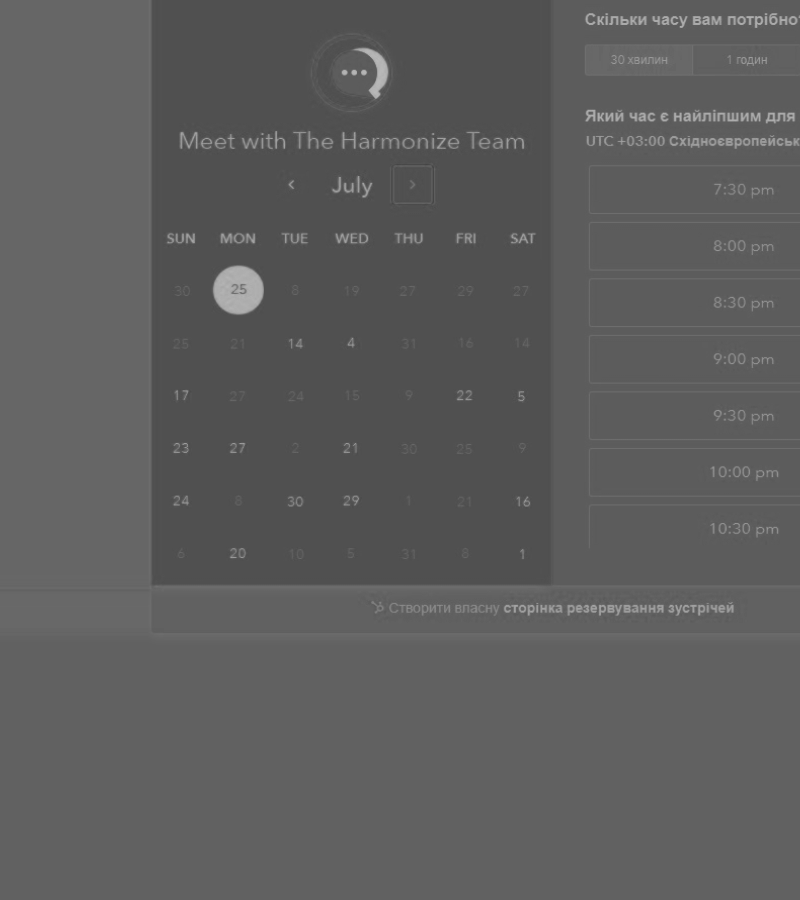 Meet with The Harmonize Team
July
SUN MON TUE WED THU FRI SAT
30 25 8 19 27 29 27
25 21 14 4 31 16 14
17 27 24 15 9 22 5
23 27 2 21 30 25 9
24 8 30 29 1 21 16
6 20 10 5 31 8 1
Скільки часу вам потрібно
30 хвилин 1 годин
Який час є найліпшим для
UTC +03:00 Східноєвропейськ
7:30 pm
8:00 pm
8:30 pm
9:00 pm
9:30 pm
10:00 pm
10:30 pm
Створити власну сторінка резервування зустрічей